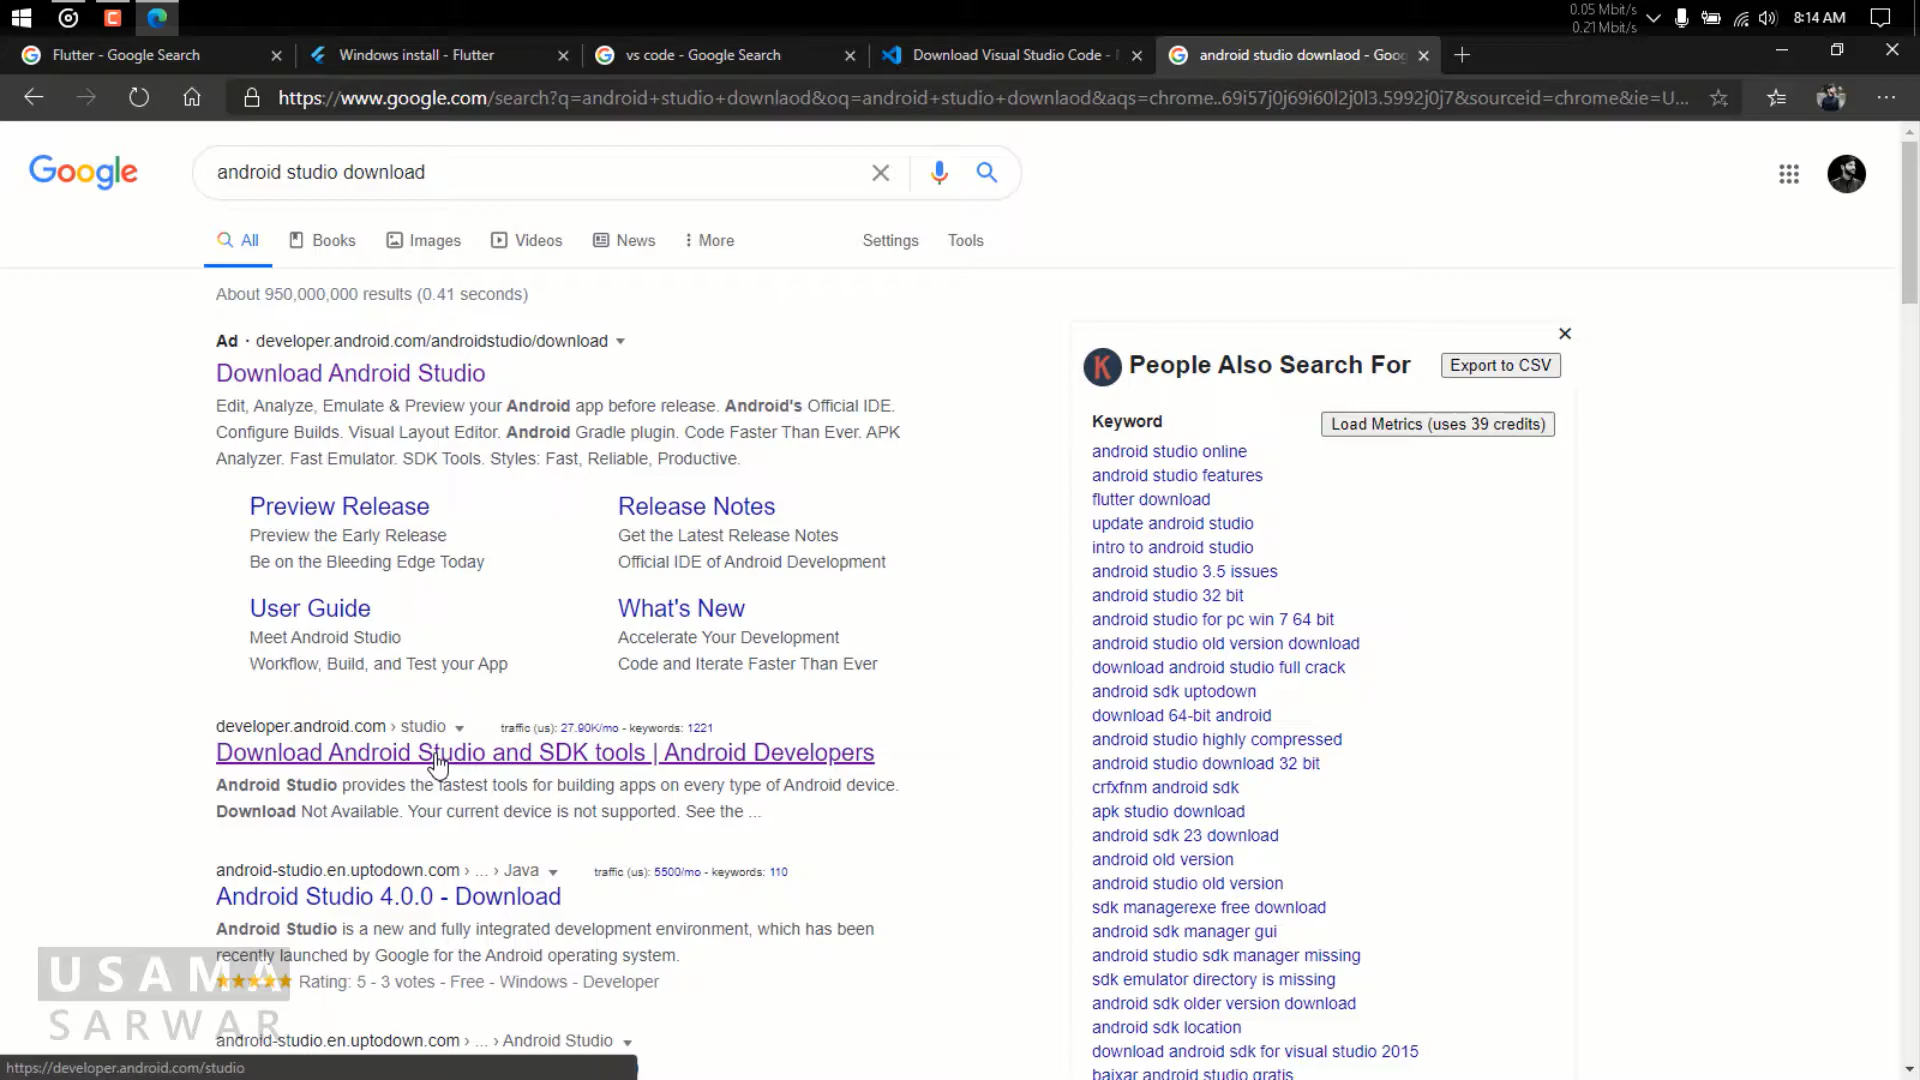 0.05 Mbit/s
0.21 Mbit/s
8:14 AM
Flutter - Google Search
Windows install - Flutter
vs code - Google Search
Download Visual Studio Code -
android studio downlaod - Goog
https://www.google.com/search?q=android+studio+downlaod&oq=android+studio+downlaod&aqs=chrome..69i57j0j69i60l2j0l3.5992j0j7&sourceid=chrome&ie=U...
Google
android studio download
All
Books
Images
Videos
News
More
Settings
Tools
About 950,000,000 results (0.41 seconds)
Ad · developer.android.com/androidstudio/download
Download Android Studio
Edit, Analyze, Emulate & Preview your Android app before release. Android's Official IDE.
Configure Builds. Visual Layout Editor. Android Gradle plugin. Code Faster Than Ever. APK
Analyzer. Fast Emulator. SDK Tools. Styles: Fast, Reliable, Productive.
Preview Release
Preview the Early Release
Be on the Bleeding Edge Today
Release Notes
Get the Latest Release Notes
Official IDE of Android Development
User Guide
Meet Android Studio
Workflow, Build, and Test your App
What's New
Accelerate Your Development
Code and Iterate Faster Than Ever
developer.android.com › studio
traffic (us): 27.90K/mo - keywords: 1221
Download Android Studio and SDK tools | Android Developers
Android Studio provides the fastest tools for building apps on every type of Android device.
Download Not Available. Your current device is not supported. See the ...
android-studio.en.uptodown.com › ... › Java
traffic (us): 5500/mo - keywords: 110
Android Studio 4.0.0 - Download
Android Studio is a new and fully integrated development environment, which has been
recently launched by Google for the Android operating system.
Rating: 5 - 3 votes - Free - Windows - Developer
android-studio.en.uptodown.com › ... › Android Studio
https://developer.android.com/studio
USAMA
SARWAR
K
People Also Search For
Export to CSV
Keyword
Load Metrics (uses 39 credits)
android studio online
android studio features
flutter download
update android studio
intro to android studio
android studio 3.5 issues
android studio 32 bit
android studio for pc win 7 64 bit
android studio old version download
download android studio full crack
android sdk uptodown
download 64-bit android
android studio highly compressed
android studio download 32 bit
crfxfnm android sdk
apk studio download
android sdk 23 download
android old version
android studio old version
sdk managerexe free download
android sdk manager gui
android studio sdk manager missing
sdk emulator directory is missing
android sdk older version download
android sdk location
download android sdk for visual studio 2015
baixar android studio gratis